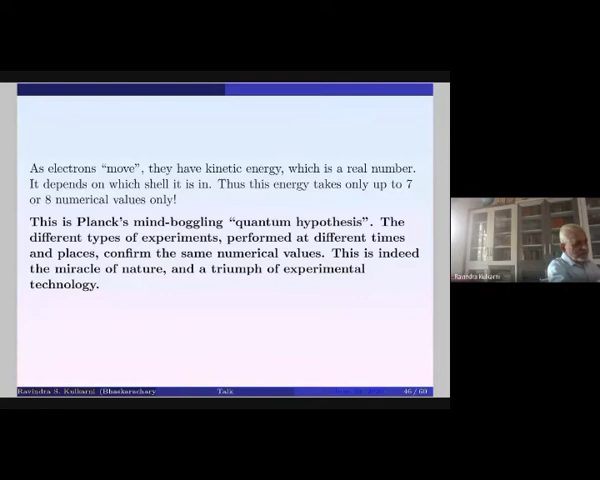 As electrons “move”, they have kinetic energy, which is a real number.
It depends on which shell it is in. Thus this energy takes only up to 7
or 8 numerical values only!
This is Planck’s mind-boggling “quantum hypothesis”. The
different types of experiments, performed at different times
and places, confirm the same numerical values. This is indeed
the miracle of nature, and a triumph of experimental
technology.
Ravindra Kulkarni
Ravindra S. Kulkarni (Bhaskarachary Talk 46 / 60